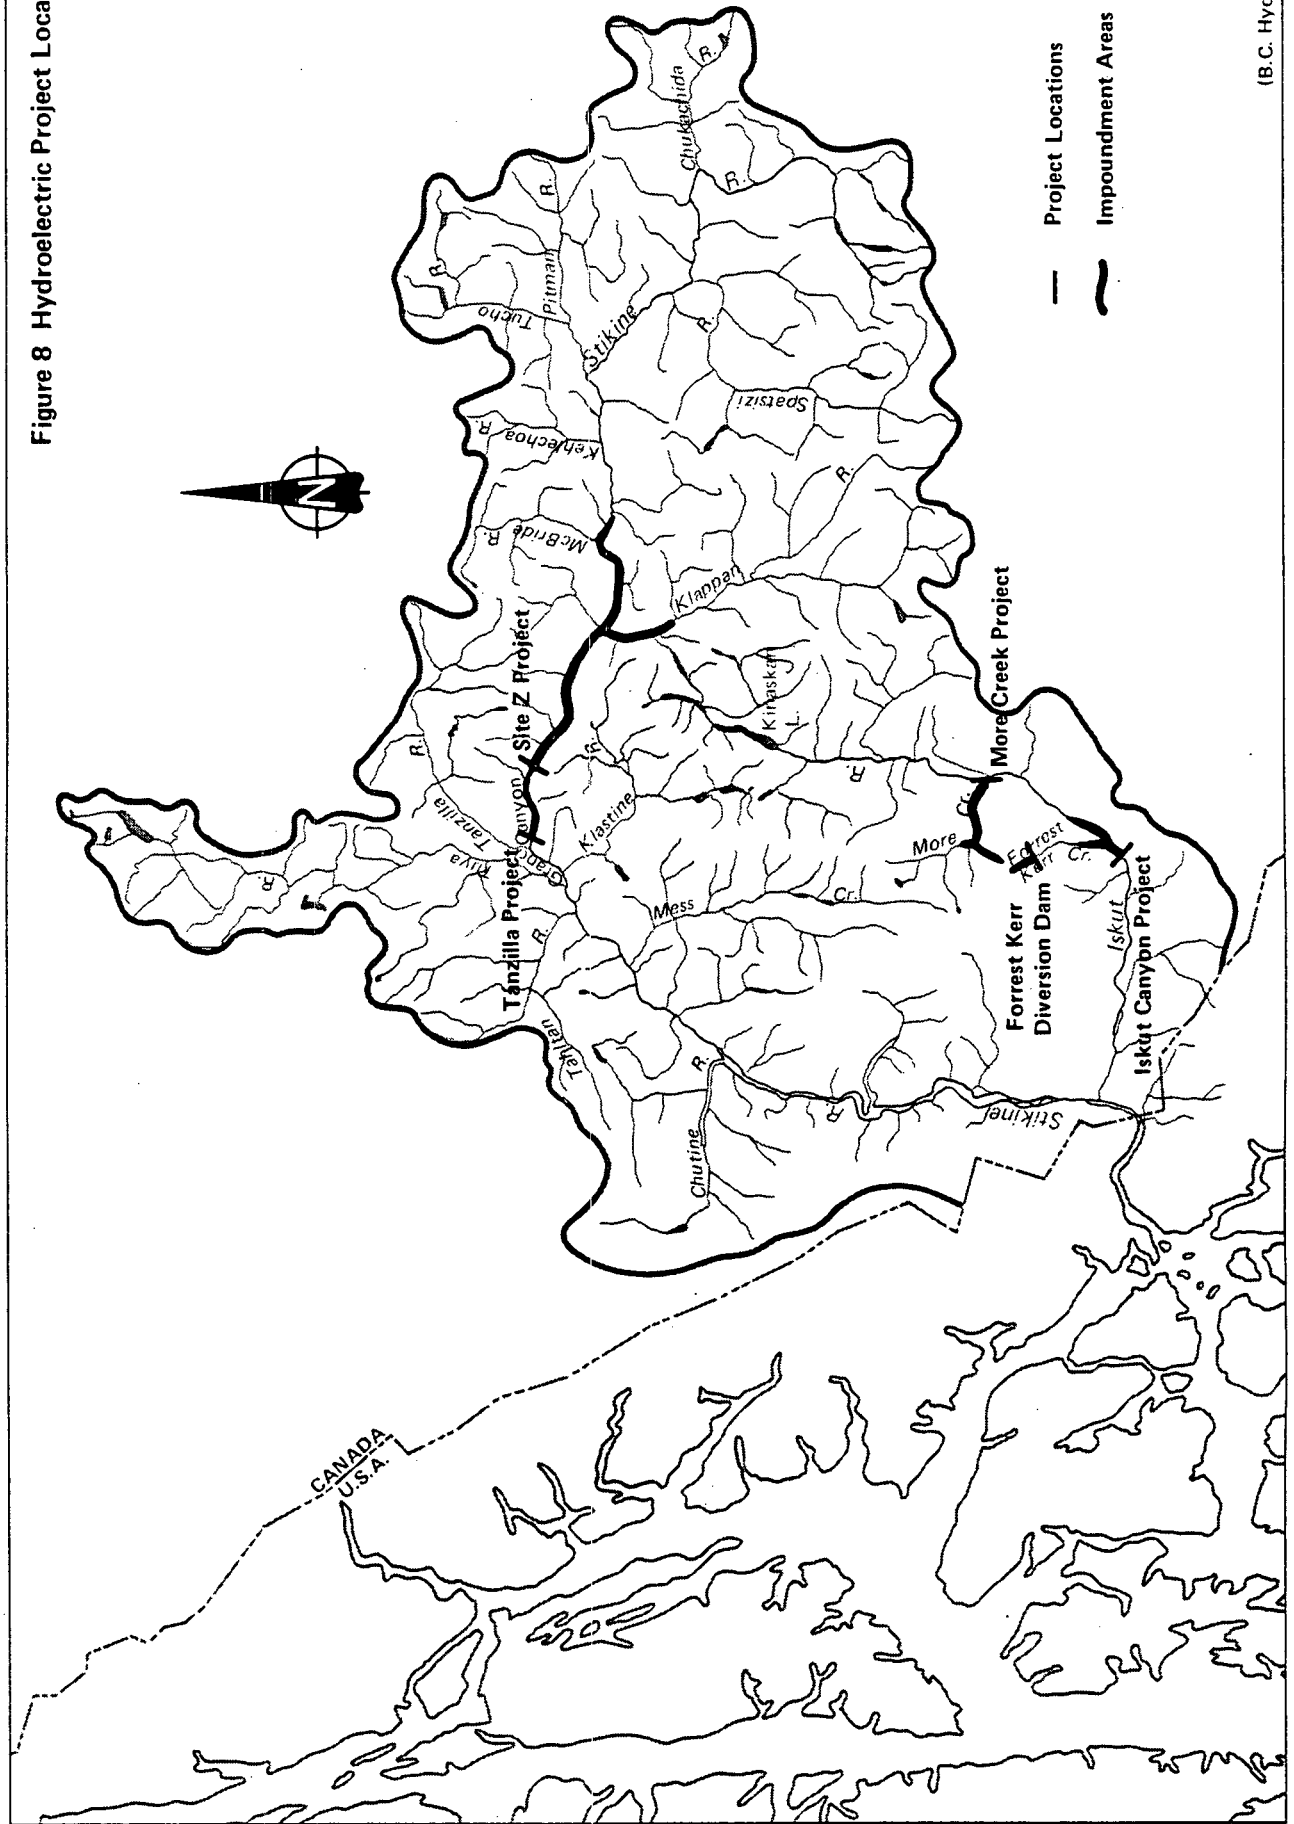 Figure 8 Hydroelectric Project Loca
N
Chukachida
R.
R.
R.
Pitman
R.
Tucho
Stikine
R.
Spatsizi
R.
Kehlechoa
R.
McBride
R.
Klappan
R.
Site Z Project
Kinaskan
L.
R.
Tanzilla
R.
Klastine
R.
Canyon
Grand
Tanzilla Project
R.
Tahltan
R.
Mess
Cr.
More Creek Project
More
Cr.
Forrest
Kerr
Cr.
Forrest Kerr
Diversion Dam
Iskut
Iskut Canyon Project
Chutine
R.
R.
Stikine
CANADA
U.S.A.
Project Locations
Impoundment Areas
(B.C. Hyd